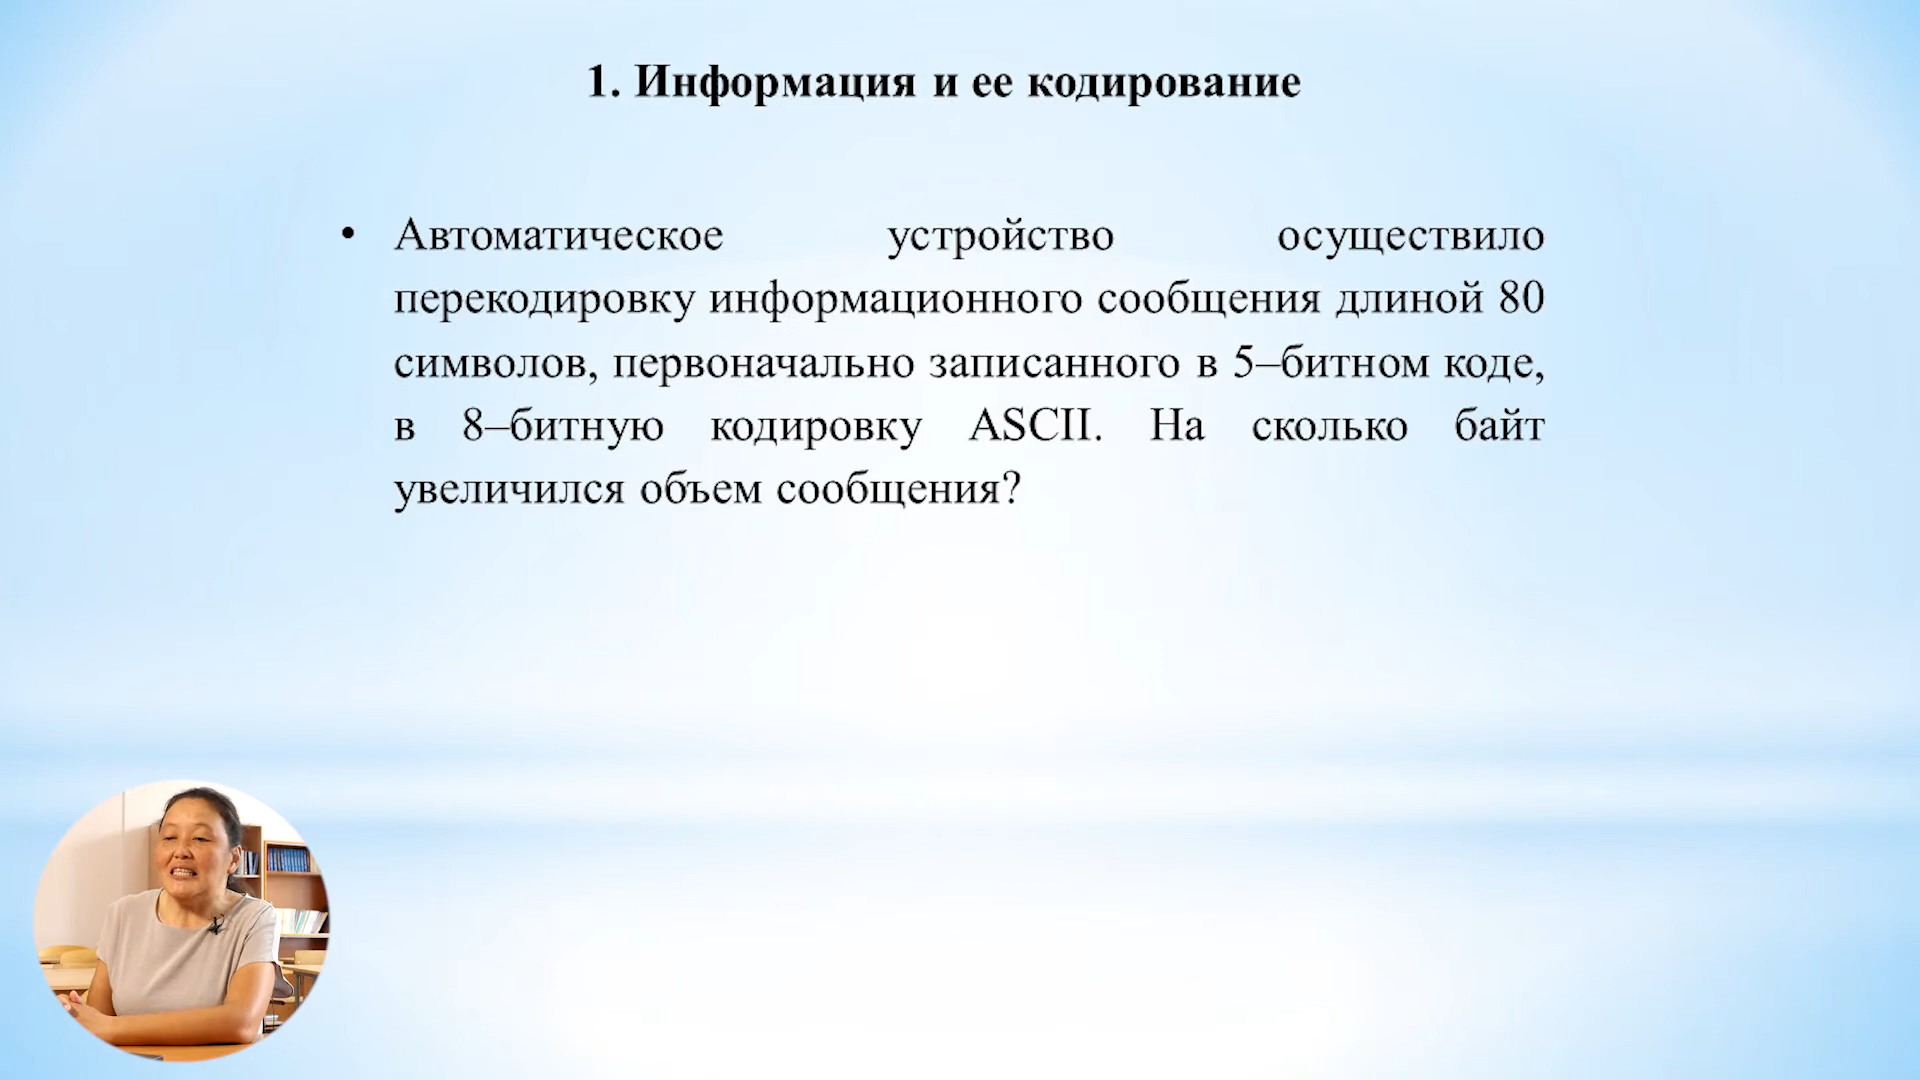 1. Информация и ее кодирование
• Автоматическое устройство осуществило
перекодировку информационного сообщения длиной 80
символов, первоначально записанного в 5–битном коде,
в 8–битную кодировку ASCII. На сколько байт
увеличился объем сообщения?